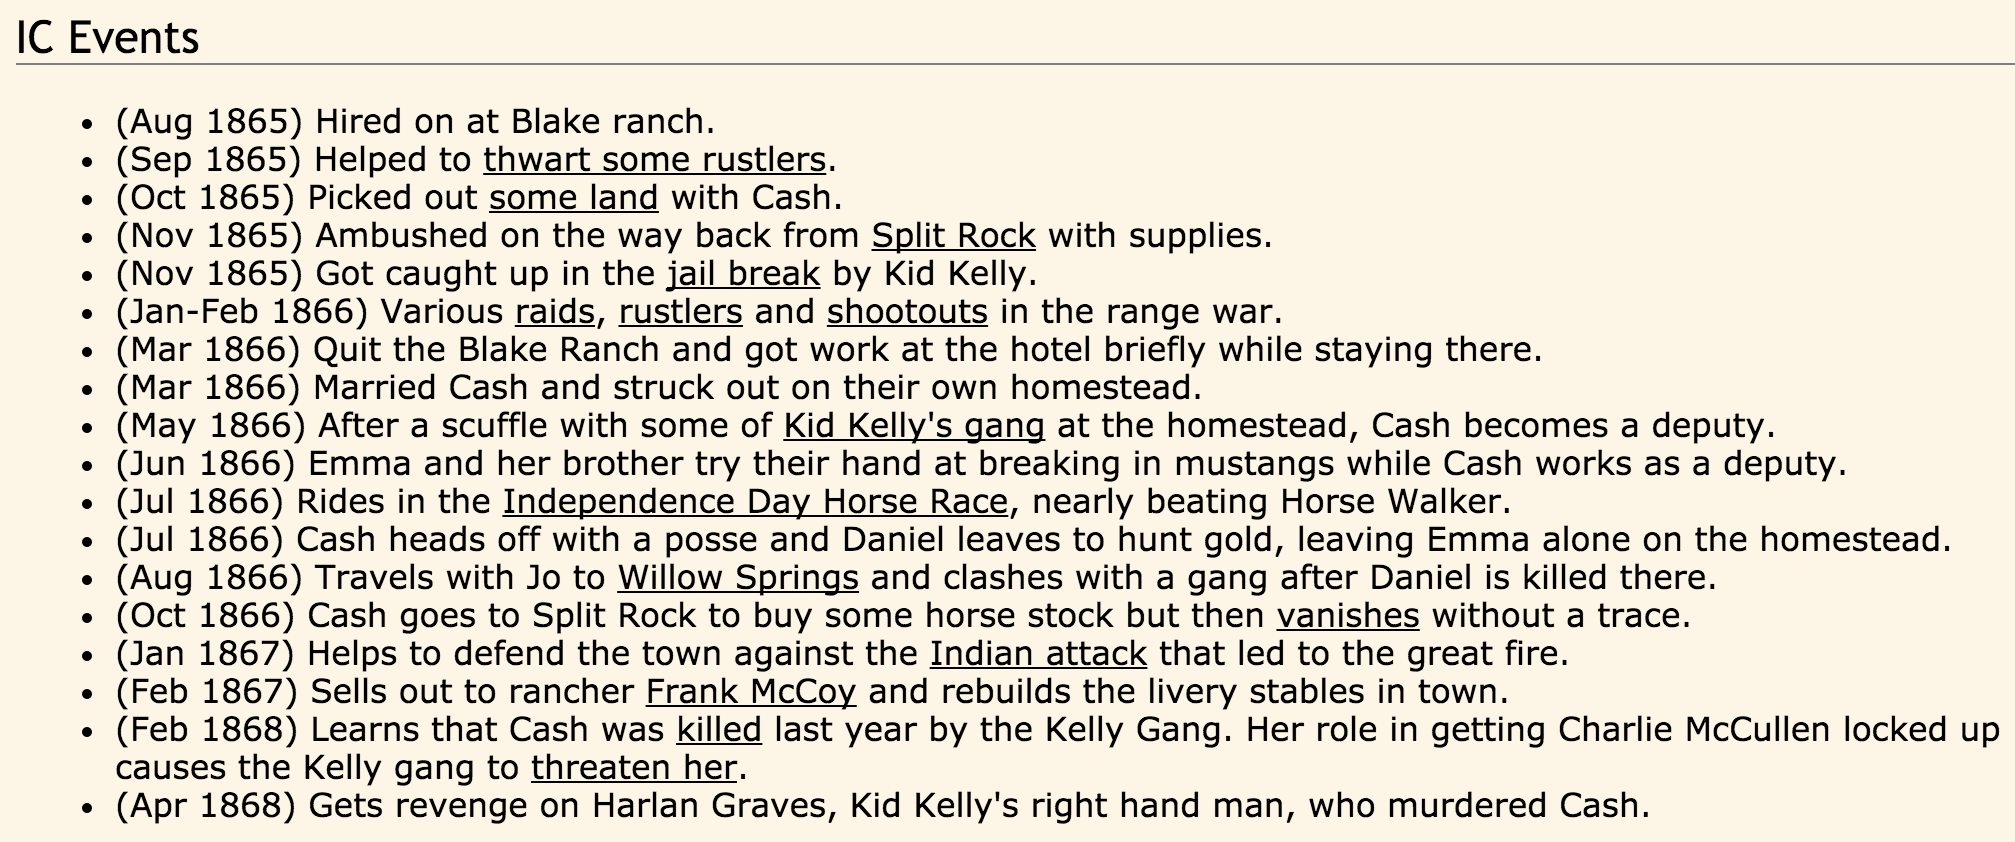 IC Events
• (Aug 1865) Hired on at Blake ranch.
• (Sep 1865) Helped to thwart some rustlers.
• (Oct 1865) Picked out some land with Cash.
• (Nov 1865) Ambushed on the way back from Split Rock with supplies.
• (Nov 1865) Got caught up in the jail break by Kid Kelly.
• (Jan-Feb 1866) Various raids, rustlers and shootouts in the range war.
• (Mar 1866) Quit the Blake Ranch and got work at the hotel briefly while staying there.
• (Mar 1866) Married Cash and struck out on their own homestead.
• (May 1866) After a scuffle with some of Kid Kelly's gang at the homestead, Cash becomes a deputy.
• (Jun 1866) Emma and her brother try their hand at breaking in mustangs while Cash works as a deputy.
• (Jul 1866) Rides in the Independence Day Horse Race, nearly beating Horse Walker.
• (Jul 1866) Cash heads off with a posse and Daniel leaves to hunt gold, leaving Emma alone on the homestead.
• (Aug 1866) Travels with Jo to Willow Springs and clashes with a gang after Daniel is killed there.
• (Oct 1866) Cash goes to Split Rock to buy some horse stock but then vanishes without a trace.
• (Jan 1867) Helps to defend the town against the Indian attack that led to the great fire.
• (Feb 1867) Sells out to rancher Frank McCoy and rebuilds the livery stables in town.
• (Feb 1868) Learns that Cash was killed last year by the Kelly Gang. Her role in getting Charlie McCullen locked up
causes the Kelly gang to threaten her.
• (Apr 1868) Gets revenge on Harlan Graves, Kid Kelly's right hand man, who murdered Cash.